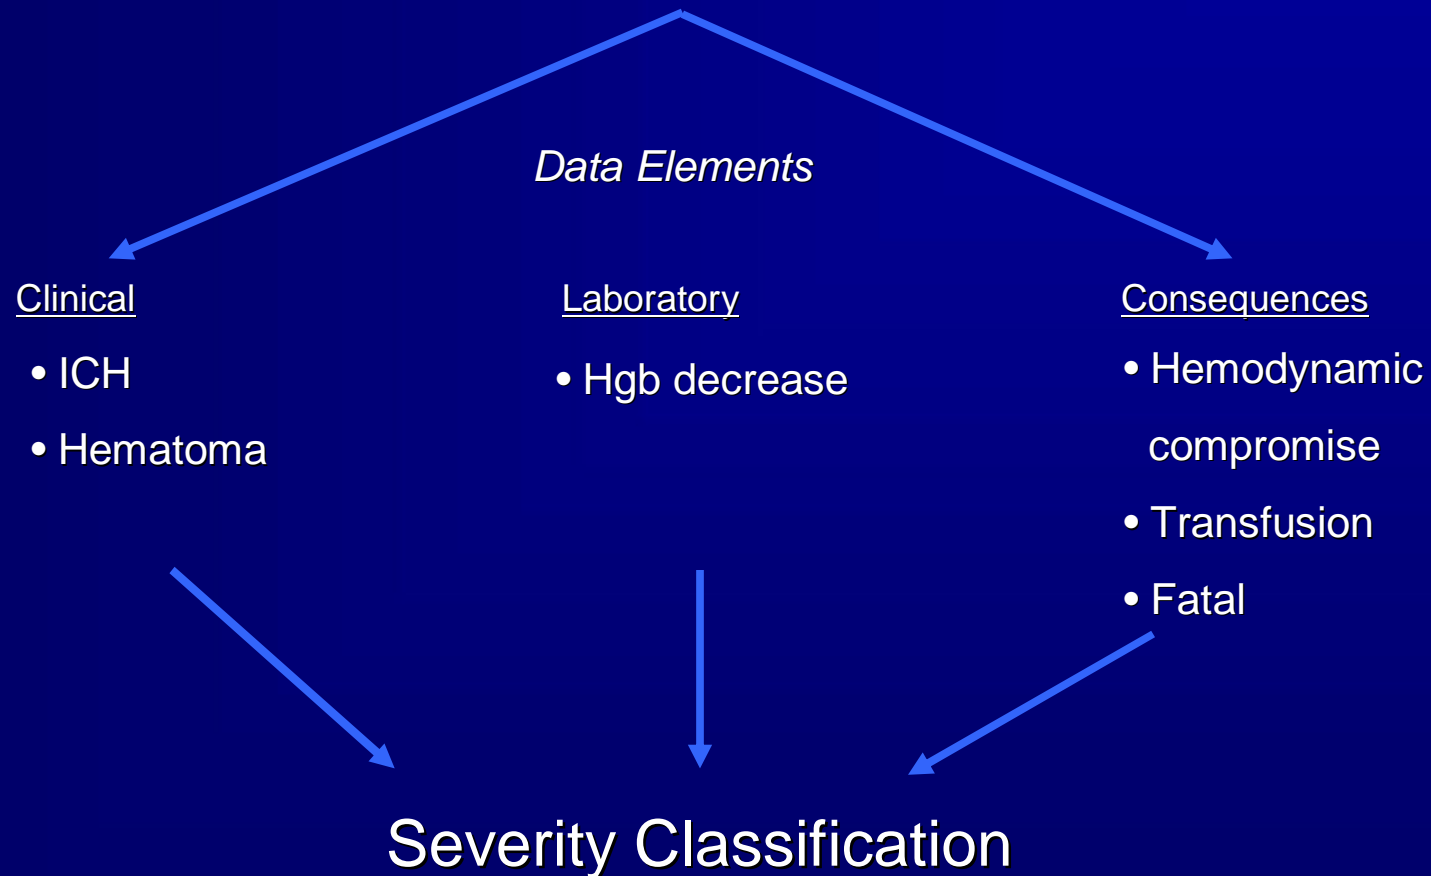 Data Elements
Clinical
• ICH
• Hematoma
Laboratory
• Hgb decrease
Consequences
• Hemodynamic
compromise
• Transfusion
• Fatal
Severity Classification